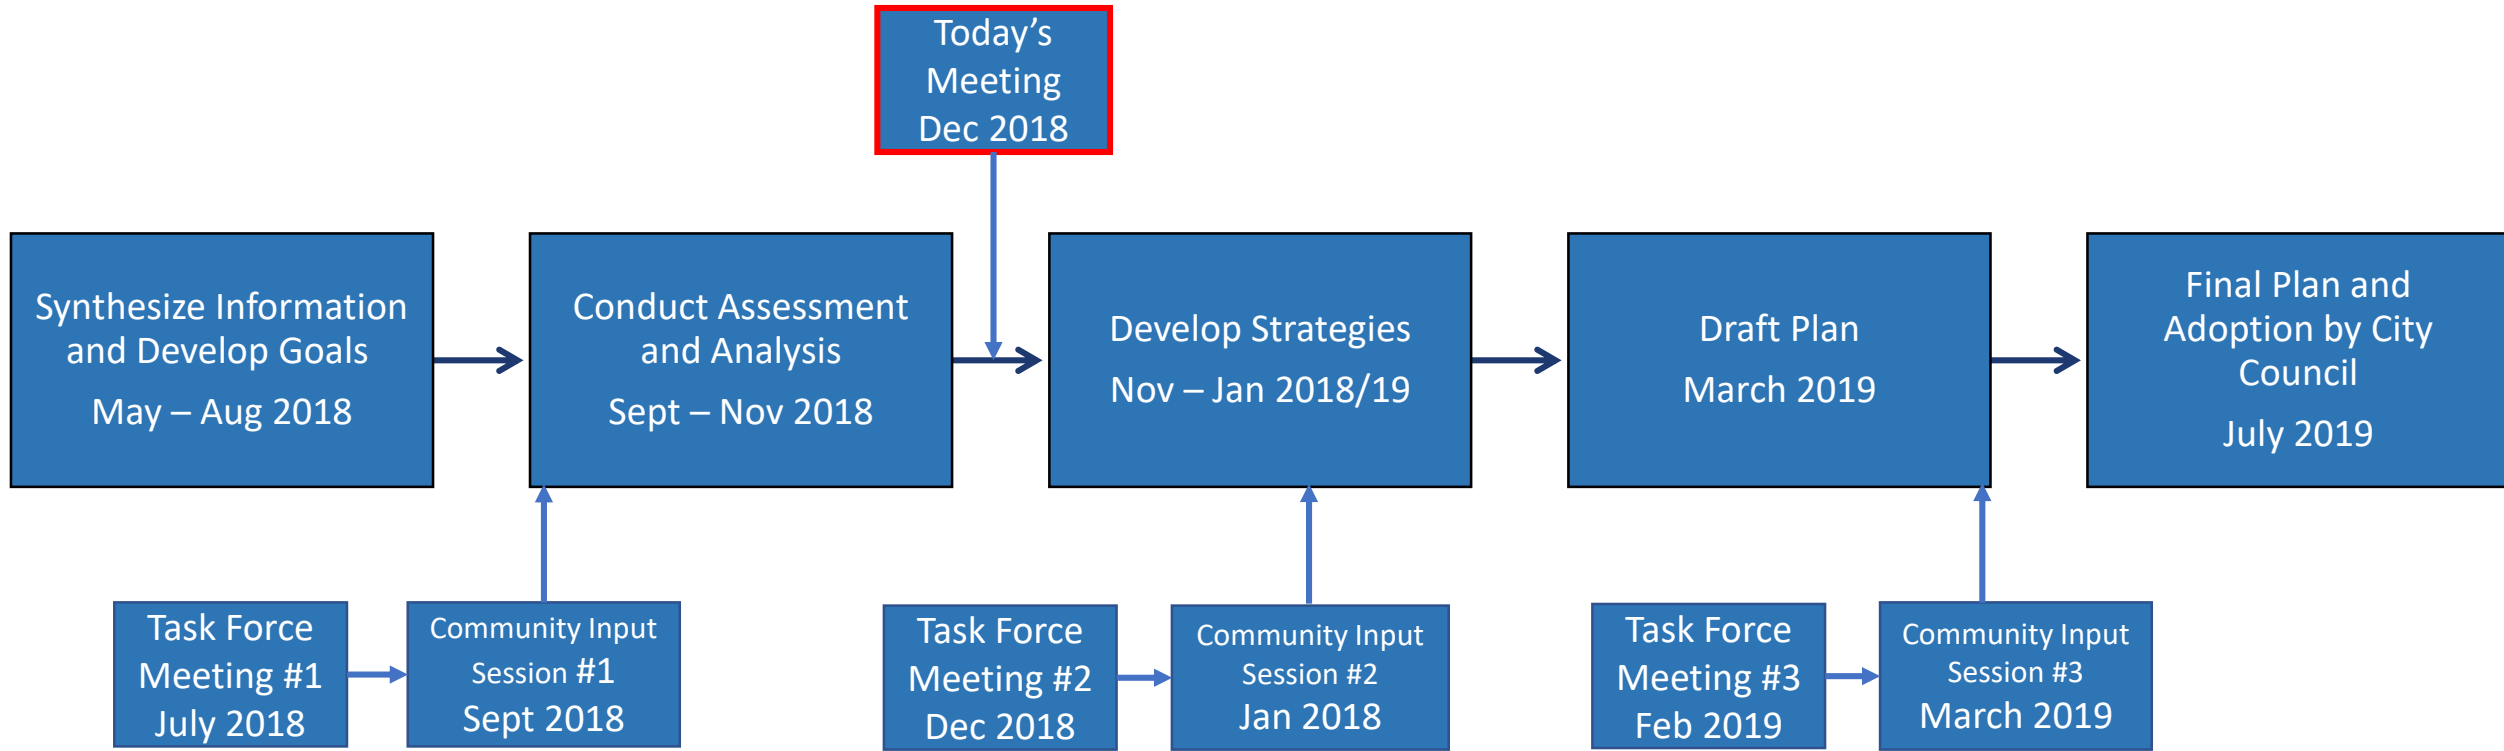 Today’s
Meeting
Dec 2018
Synthesize Information
and Develop Goals
May – Aug 2018
Conduct Assessment
and Analysis
Sept – Nov 2018
Develop Strategies
Nov – Jan 2018/19
Draft Plan
March 2019
Final Plan and
Adoption by City
Council
July 2019
Task Force
Meeting #1
July 2018
Community Input
Session #1
Sept 2018
Task Force
Meeting #2
Dec 2018
Community Input
Session #2
Jan 2018
Task Force
Meeting #3
Feb 2019
Community Input
Session #3
March 2019